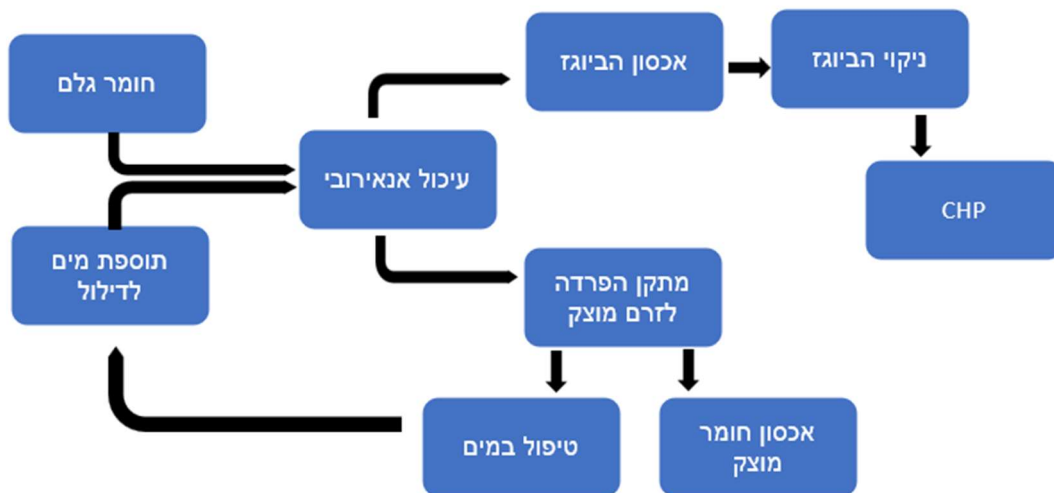 חומר גלם
אכסון הביוגז
ניקוי הביוגז
עיכול אנאירובי
CHP
תוספת מים
לדילול
מתקן הפרדה
לזרם מוצק
טיפול במים
אכסון חומר
מוצק